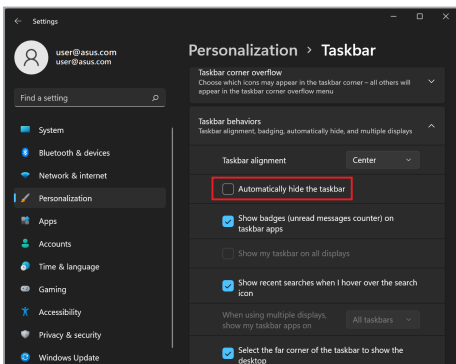 Settings
user@asus.com
user@asus.com
Find a setting
System
Bluetooth & devices
Network & internet
Personalization
Apps
Accounts
Time & language
Gaming
Accessibility
Privacy & security
Windows Update
Personalization › Taskbar
Taskbar corner overflow
Choose which icons may appear in the taskbar corner – all others will
appear in the taskbar corner overflow menu
Taskbar behaviors
Taskbar alignment, badging, automatically hide, and multiple displays
Taskbar alignment
Center
Automatically hide the taskbar
Show badges (unread messages counter) on
taskbar apps
Show my taskbar on all displays
Show recent searches when I hover over the search
icon
When using multiple displays,
show my taskbar apps on
All taskbars
Select the far corner of the taskbar to show the
desktop